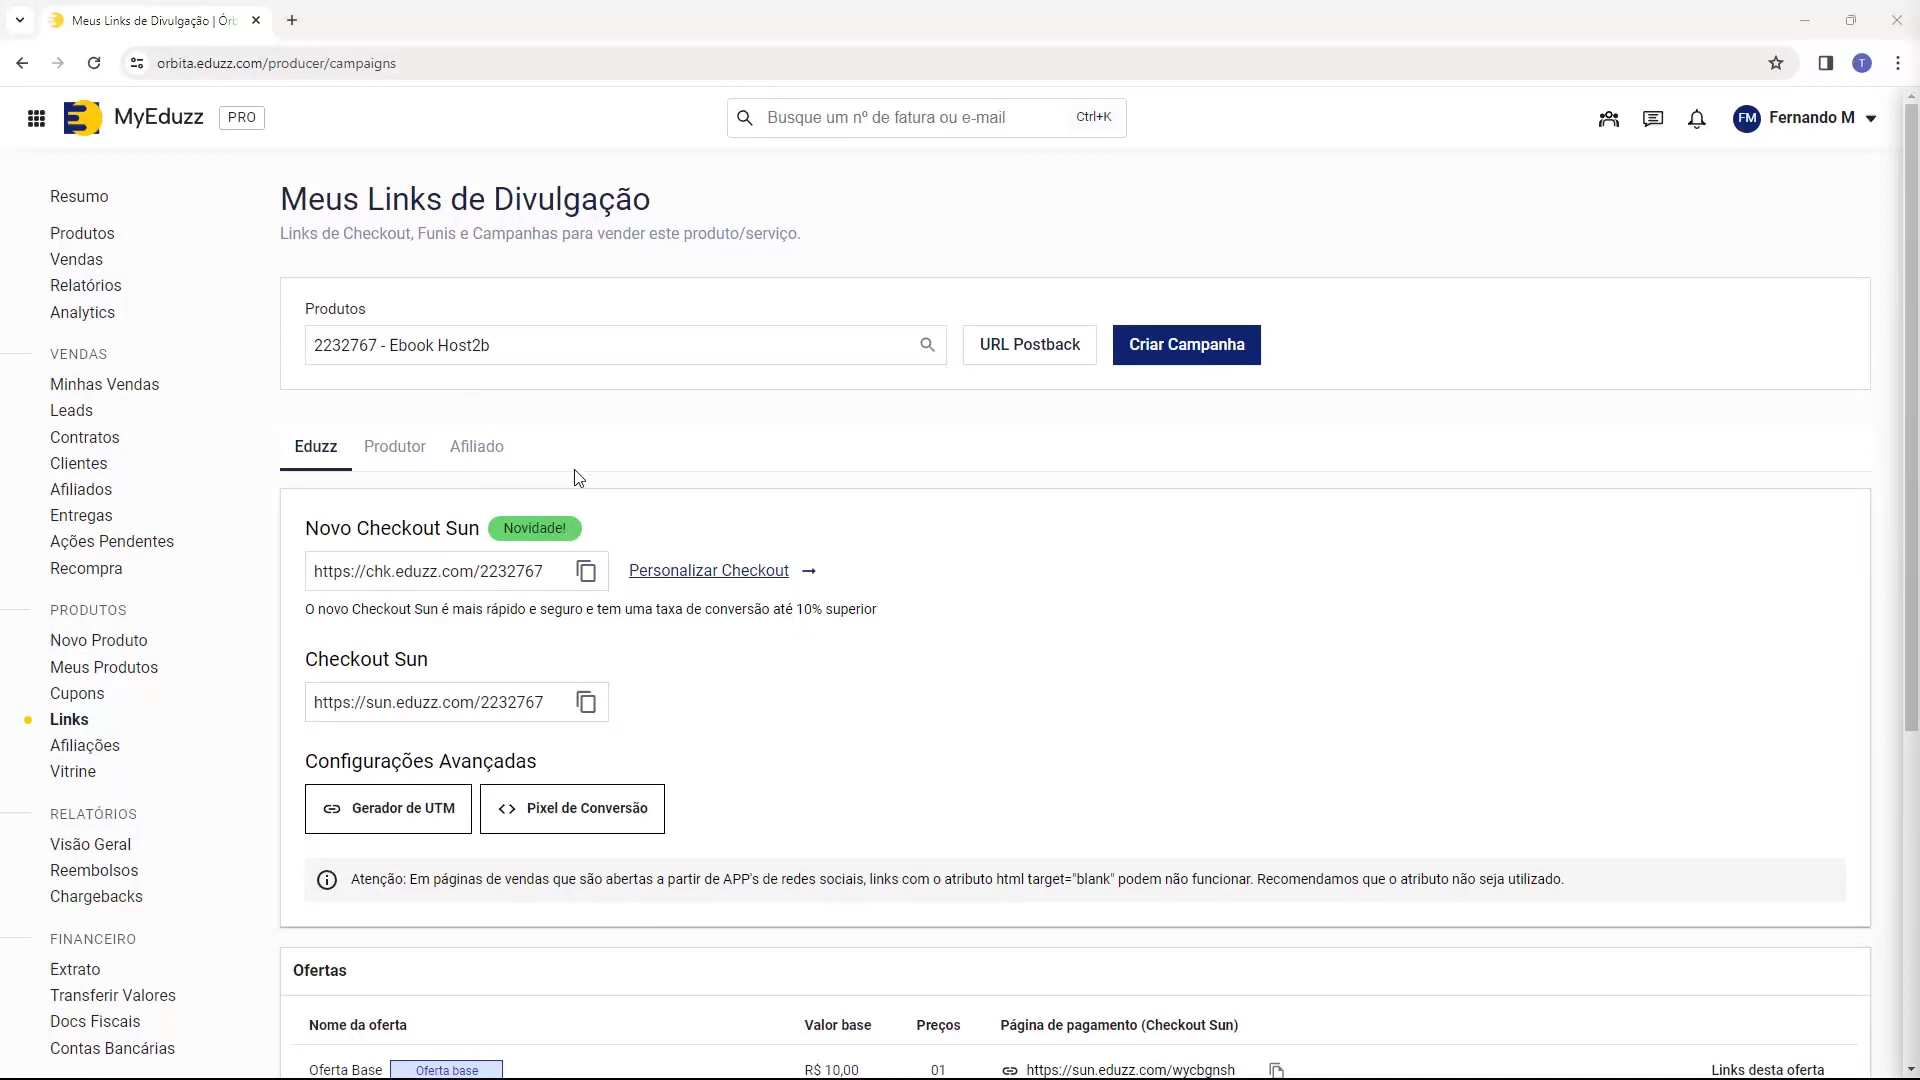 Meus Links de Divulgação | Órb
orbita.eduzz.com/producer/campaigns
T
MyEduzz PRO
Busque um nº de fatura ou e-mail Ctrl+K
FM Fernando M
Resumo
Produtos
Vendas
Relatórios
Analytics
VENDAS
Minhas Vendas
Leads
Contratos
Clientes
Afiliados
Entregas
Ações Pendentes
Recompra
PRODUTOS
Novo Produto
Meus Produtos
Cupons
Links
Afiliações
Vitrine
RELATÓRIOS
Visão Geral
Reembolsos
Chargebacks
FINANCEIRO
Extrato
Transferir Valores
Docs Fiscais
Contas Bancárias
Meus Links de Divulgação
Links de Checkout, Funis e Campanhas para vender este produto/serviço.
Produtos
2232767 - Ebook Host2b URL Postback Criar Campanha
Eduzz Produtor Afiliado
Novo Checkout Sun Novidade!
https://chk.eduzz.com/2232767 Personalizar Checkout →
O novo Checkout Sun é mais rápido e seguro e tem uma taxa de conversão até 10% superior
Checkout Sun
https://sun.eduzz.com/2232767
Configurações Avançadas
Gerador de UTM <> Pixel de Conversão
Atenção: Em páginas de vendas que são abertas a partir de APP's de redes sociais, links com o atributo html target="blank" podem não funcionar. Recomendamos que o atributo não seja utilizado.
Ofertas
Nome da oferta Valor base Preços Página de pagamento (Checkout Sun)
Oferta Base Oferta base R$ 10,00 01 https://sun.eduzz.com/wycbgnsh Links desta oferta